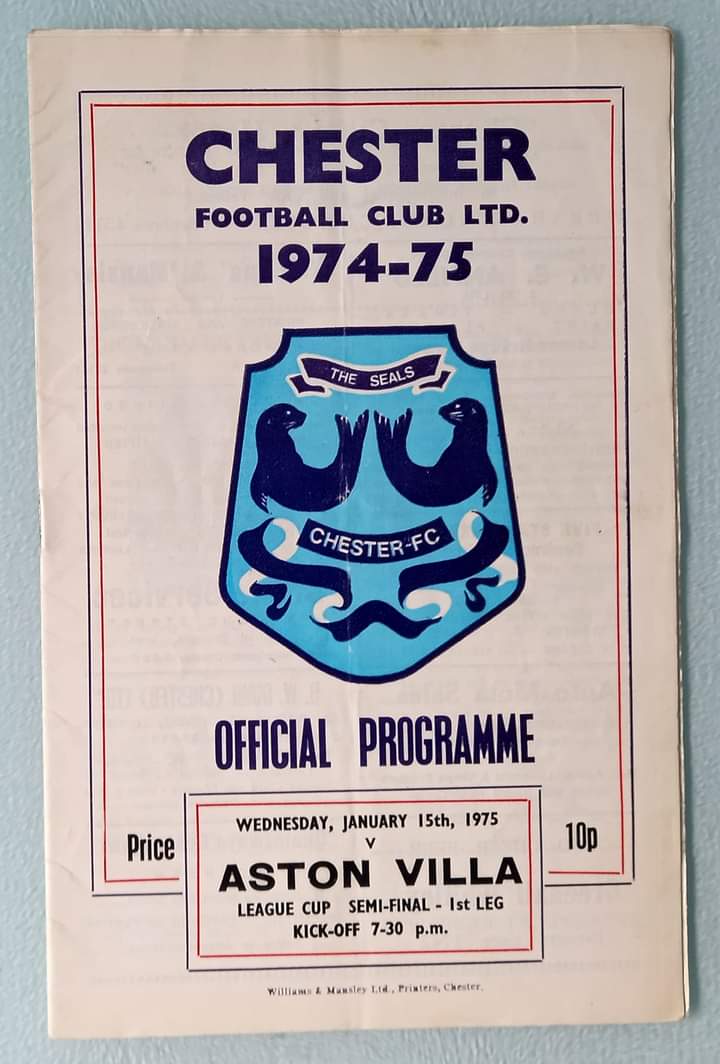 CHESTER
FOOTBALL CLUB LTD.
1974-75
THE SEALS
CHESTER-FC
OFFICIAL PROGRAMME
WEDNESDAY, JANUARY 15th, 1975
v
Price
10p
ASTON VILLA
LEAGUE CUP SEMI-FINAL - 1st LEG
KICK-OFF 7-30 p.m.
Williams & Mansley Ltd., Printers, Chester.